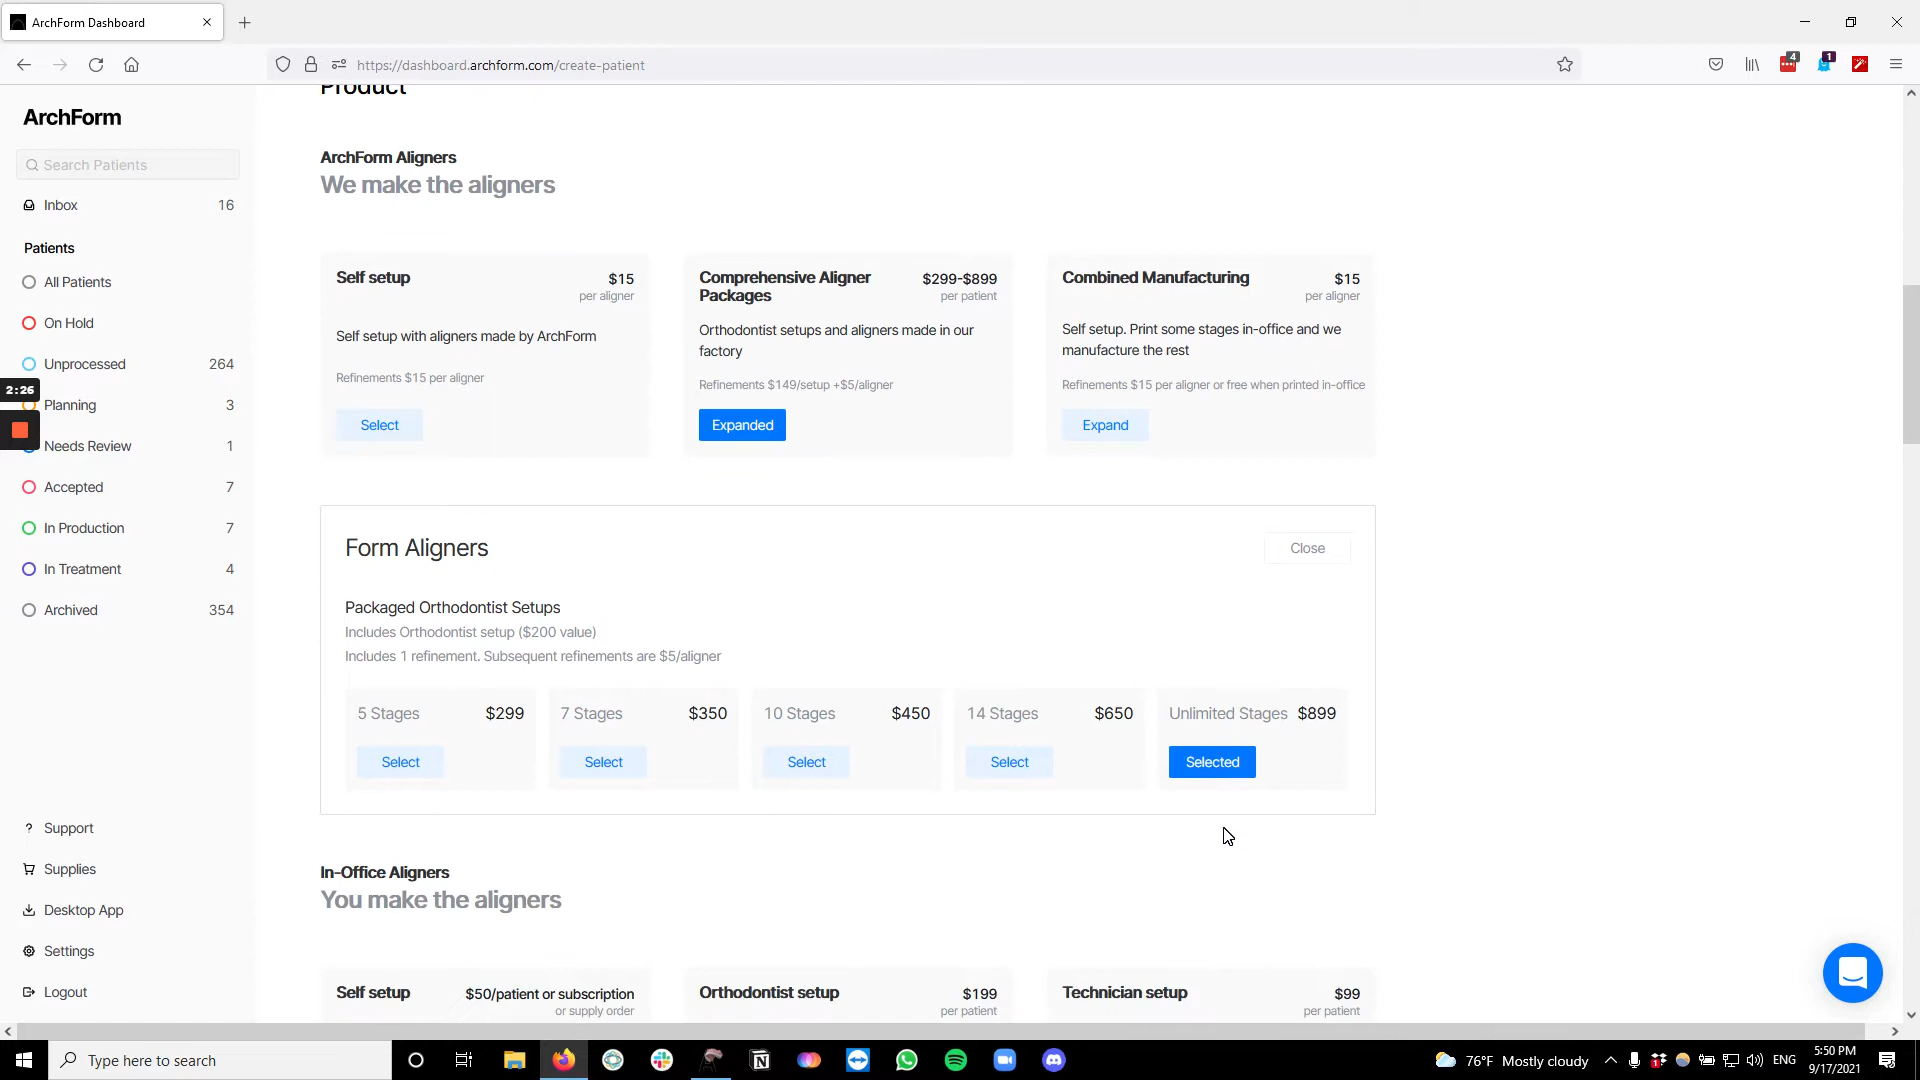 ArchForm Dashboard
https://dashboard.archform.com/create-patient
4
1
ArchForm
Search Patients
Inbox 16
Patients
All Patients
On Hold
Unprocessed 264
2:26
Planning 3
Needs Review 1
Accepted 7
In Production 7
In Treatment 4
Archived 354
Support
Supplies
Desktop App
Settings
Logout
Product
ArchForm Aligners
We make the aligners
Self setup $15
per aligner
Self setup with aligners made by ArchForm
Refinements $15 per aligner
Select
Comprehensive Aligner $299-$899
Packages per patient
Orthodontist setups and aligners made in our
factory
Refinements $149/setup +$5/aligner
Expanded
Combined Manufacturing $15
per aligner
Self setup. Print some stages in-office and we
manufacture the rest
Refinements $15 per aligner or free when printed in-office
Expand
Form Aligners Close
Packaged Orthodontist Setups
Includes Orthodontist setup ($200 value)
Includes 1 refinement. Subsequent refinements are $5/aligner
5 Stages $299
Select
7 Stages $350
Select
10 Stages $450
Select
14 Stages $650
Select
Unlimited Stages $899
Selected
In-Office Aligners
You make the aligners
Self setup $50/patient or subscription
or supply order
Orthodontist setup $199
per patient
Technician setup $99
per patient
Type here to search
76°F Mostly cloudy
ENG
5:50 PM
9/17/2021